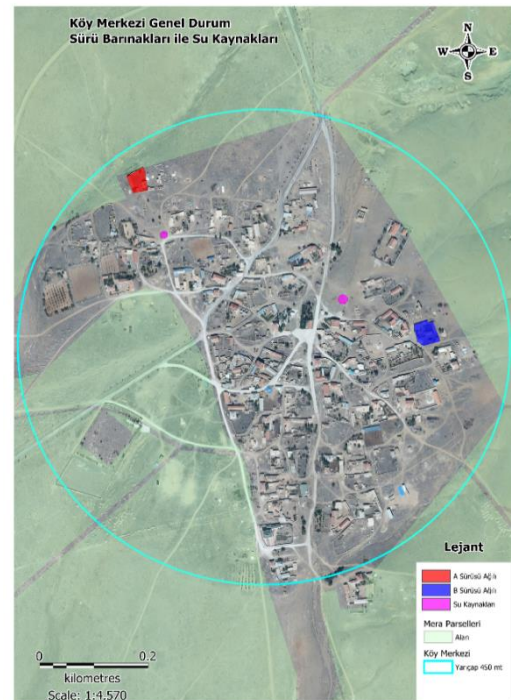 Köy Merkezi Genel Durum
Sürü Barınakları ile Su Kaynakları
N
W E
S
Lejant
A Sürüsü Ağılı
B Sürüsü Ağılı
Su Kaynakları
Mera Parselleri
Alan
Köy Merkezi
Yarıçap 450 mt
0 0.2
kilometres
Scale: 1:4,570